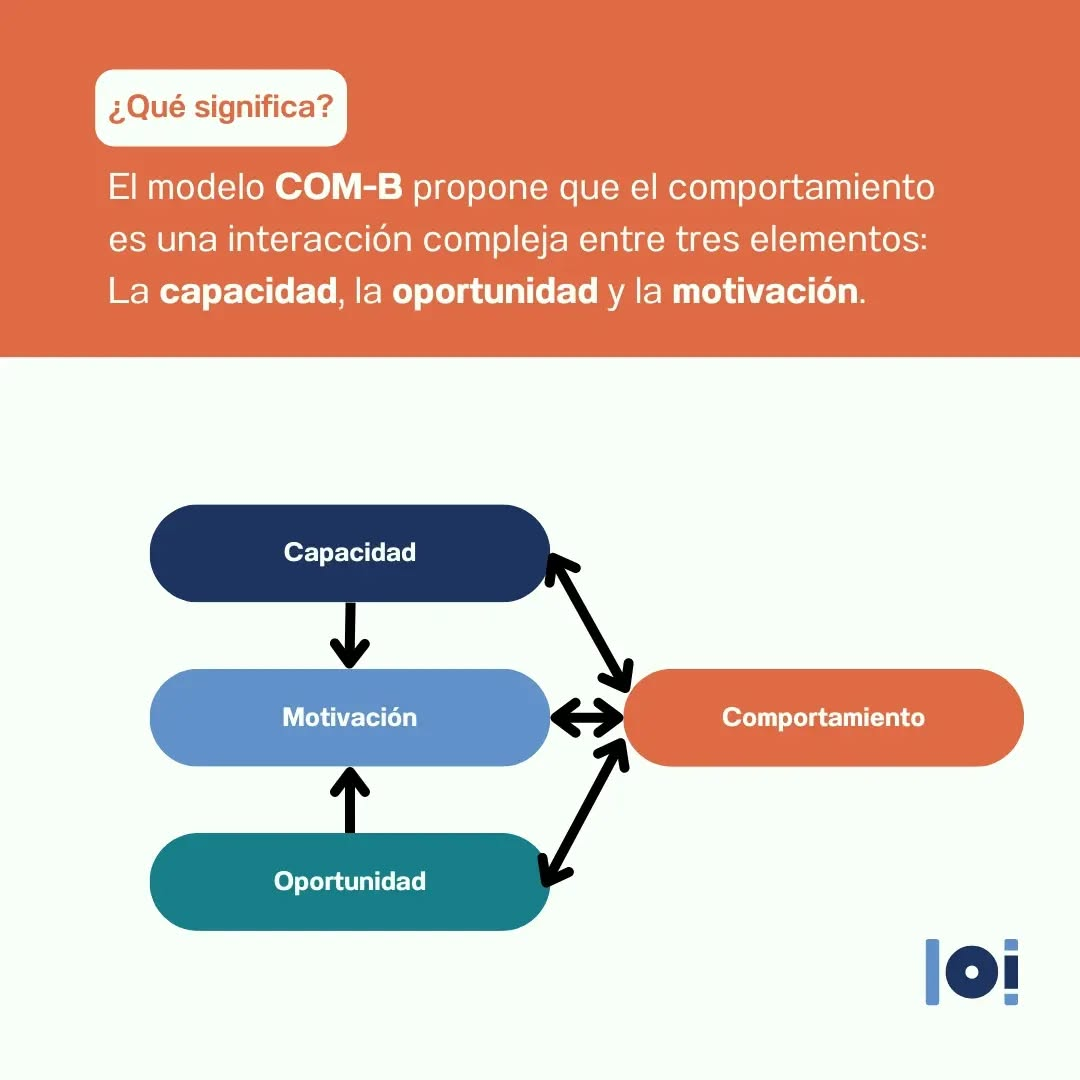 ¿Qué significa?
El modelo COM-B propone que el comportamiento
es una interacción compleja entre tres elementos:
La capacidad, la oportunidad y la motivación.
Capacidad
Motivación
Comportamiento
Oportunidad